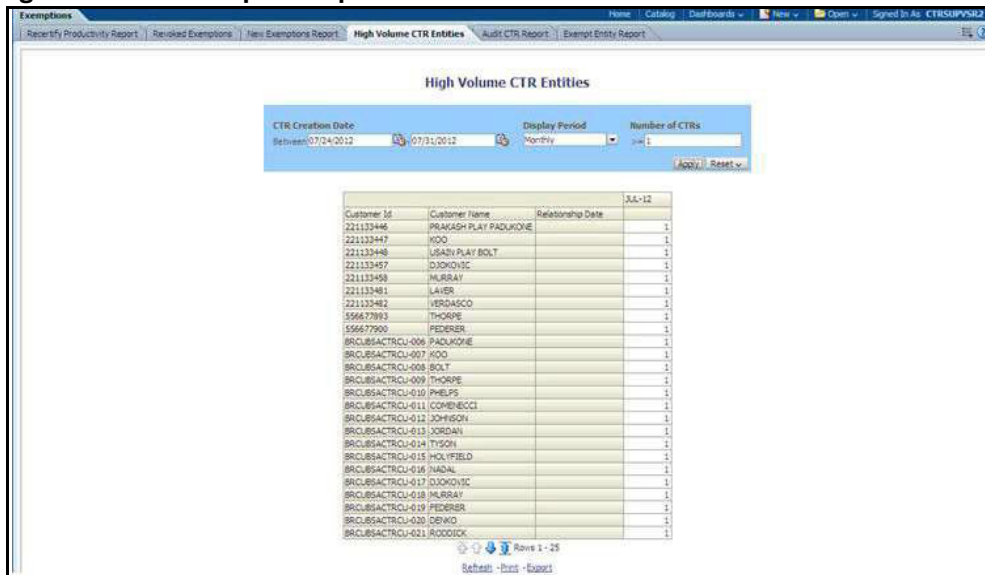 Exemptions Home Catalog Dashboards New Open Signed In As CTRSUPVSR2
Recertify Productivity Report Revoked Exemptions New Exemptions Report High Volume CTR Entities Audit CTR Report Exempt Entity Report
High Volume CTR Entities
CTR Creation Date Display Period Number of CTRs
Between 07/24/2012 - 07/31/2012 Monthly >= 1
Apply Reset
JUL-12
Customer Id Customer Name Relationship Date
221133446 PRAKASH PLAY PADUKONE 1
221133447 KOO 1
221133448 USAIN PLAY BOLT 1
221133457 DJOKOVIC 1
221133458 MURRAY 1
221133481 LAVER 1
221133482 VERDASCO 1
556677893 THORPE 1
556677900 FEDERER 1
BRCUBSACTRCU-006 PADUKONE 1
BRCUBSACTRCU-007 KOO 1
BRCUBSACTRCU-008 BOLT 1
BRCUBSACTRCU-009 THORPE 1
BRCUBSACTRCU-010 PHELPS 1
BRCUBSACTRCU-011 COMENECCI 1
BRCUBSACTRCU-012 JOHNSON 1
BRCUBSACTRCU-013 JORDAN 1
BRCUBSACTRCU-014 TYSON 1
BRCUBSACTRCU-015 HOLYFIELD 1
BRCUBSACTRCU-016 NADAL 1
BRCUBSACTRCU-017 DJOKOVIC 1
BRCUBSACTRCU-018 MURRAY 1
BRCUBSACTRCU-019 FEDERER 1
BRCUBSACTRCU-020 DENKO 1
BRCUBSACTRCU-021 RODDICK 1
Rows 1 - 25
Refresh - Print - Export